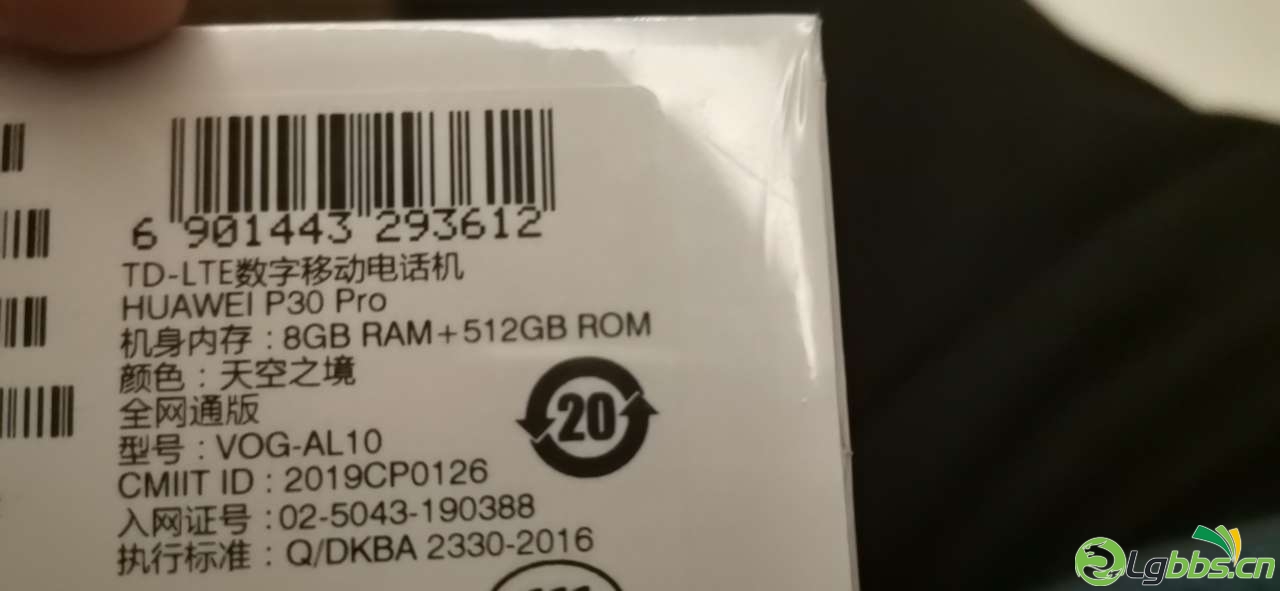 6 901443 293612
TD-LTE数字移动电话机
HUAWEI P30 Pro
机身内存：8GB RAM+512GB ROM
颜色：天空之境
全网通版
20
型号：VOG-AL10
CMIIT ID：2019CP0126
入网证号：02-5043-190388
执行标准：Q/DKBA 2330-2016
Lgbbs.cn